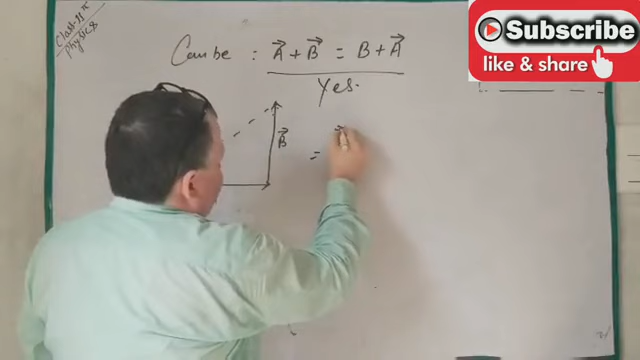 Class-11th
Physics
Can be : A⃗ + B⃗ = B + A⃗
Yes.
B⃗
=
Subscribe
like & share